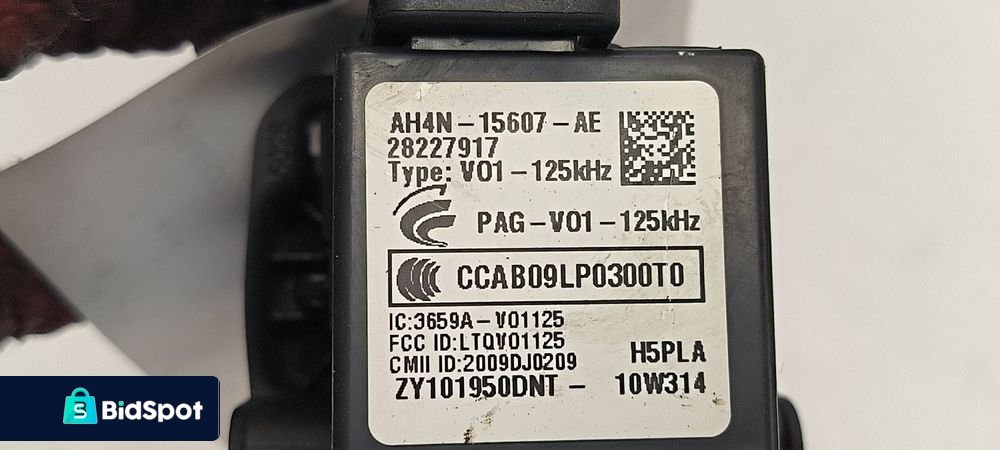 AH4N-15607-AE
28227917
Type: V01-125kHz
PAG-V01-125kHz
CCAB09LP0300T0
IC:3659A-V01125
FCC ID:LTQV01125
CMII ID:2009DJ0209
H5PLA
ZY101950DNT- 10W314
BidSpot